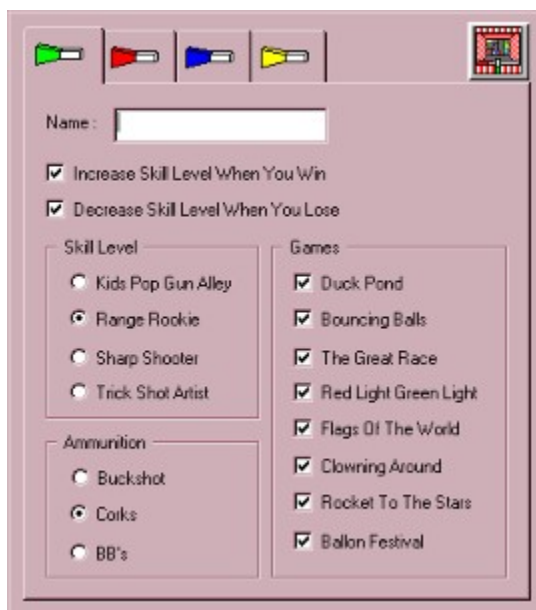 Name :
Increase Skill Level When You Win
Decrease Skill Level When You Lose
Skill Level
Kids Pop Gun Alley
Range Rookie
Sharp Shooter
Trick Shot Artist
Ammunition
Buckshot
Corks
BB's
Games
Duck Pond
Bouncing Balls
The Great Race
Red Light Green Light
Flags Of The World
Clowning Around
Rocket To The Stars
Ballon Festival